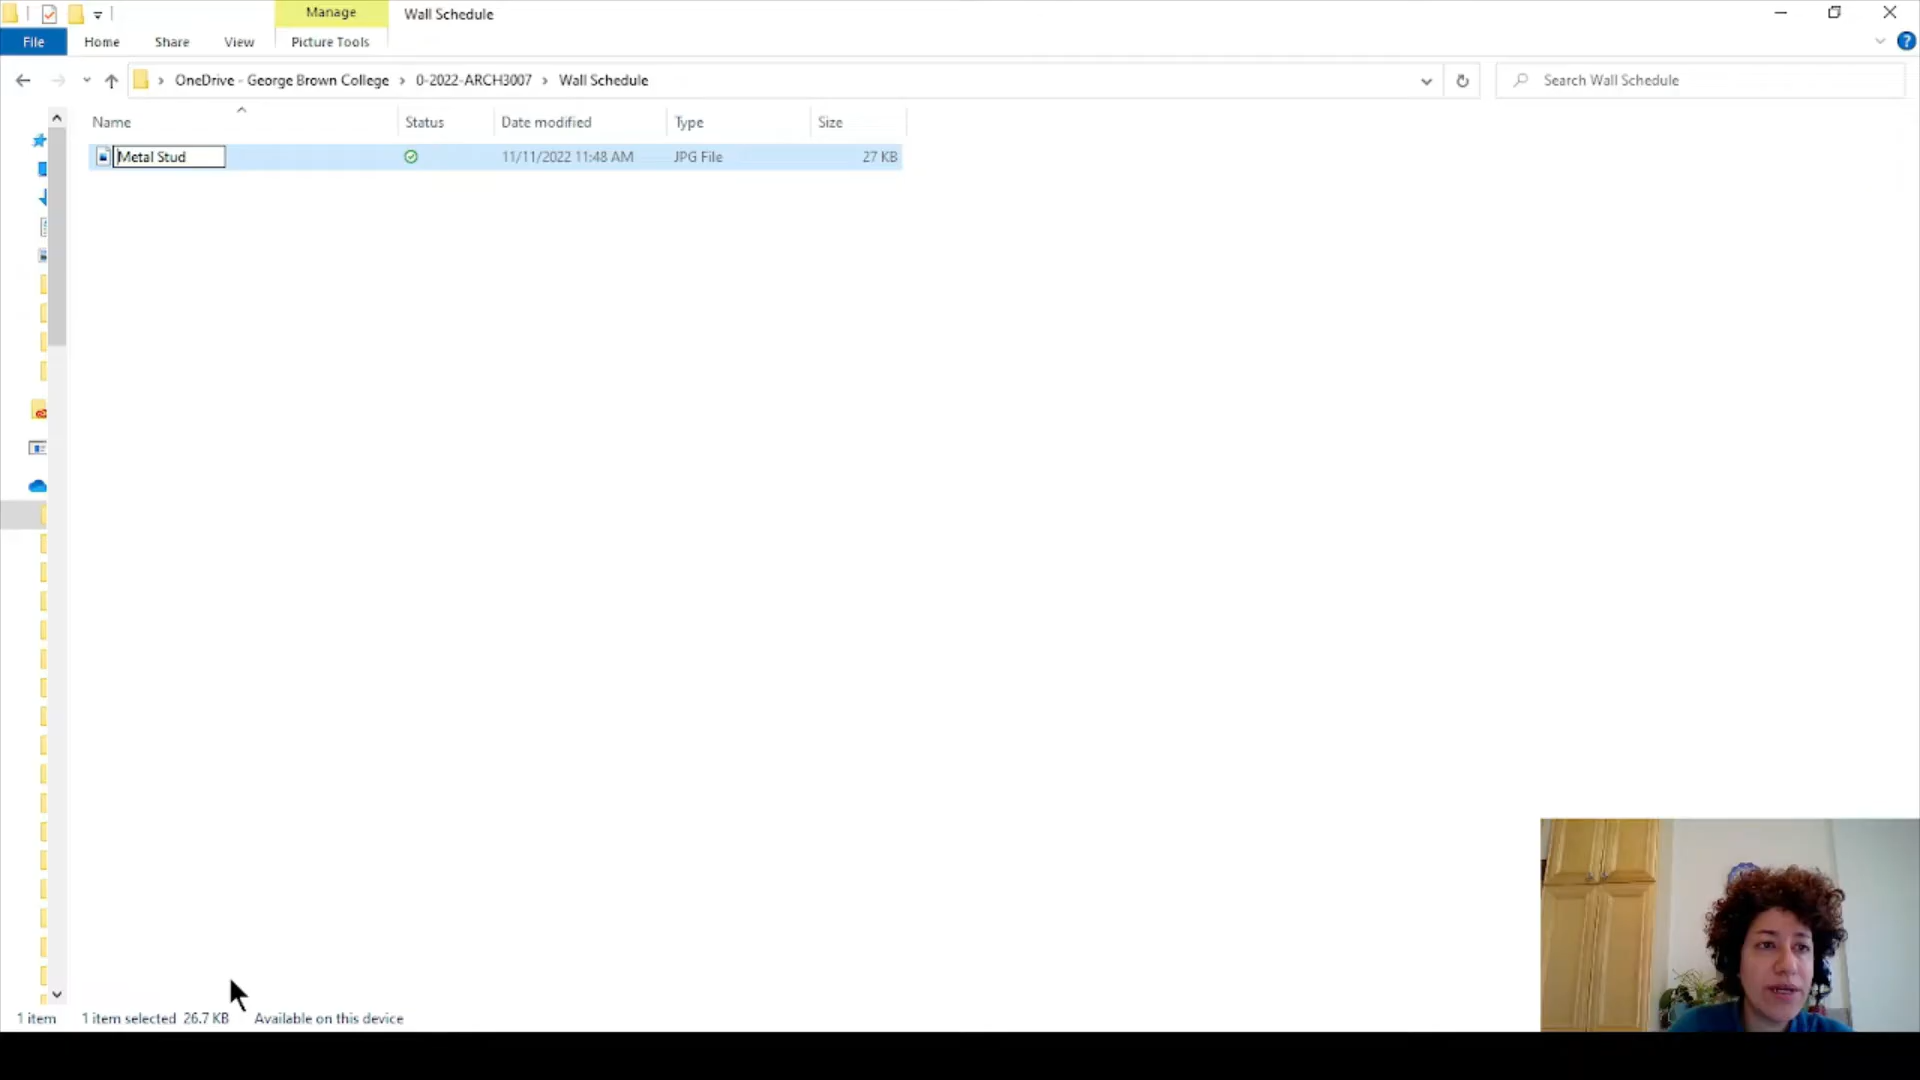 Manage
Wall Schedule
File
Home
Share
View
Picture Tools
OneDrive - George Brown College
0-2022-ARCH3007
Wall Schedule
Search Wall Schedule
Name
Status
Date modified
Type
Size
Metal Stud
11/11/2022 11:48 AM
JPG File
27 KB
1 item
1 item selected 26.7 KB
Available on this device